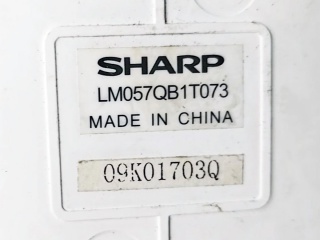 SHARP
LM057QB1T073
MADE IN CHINA
09K01703Q